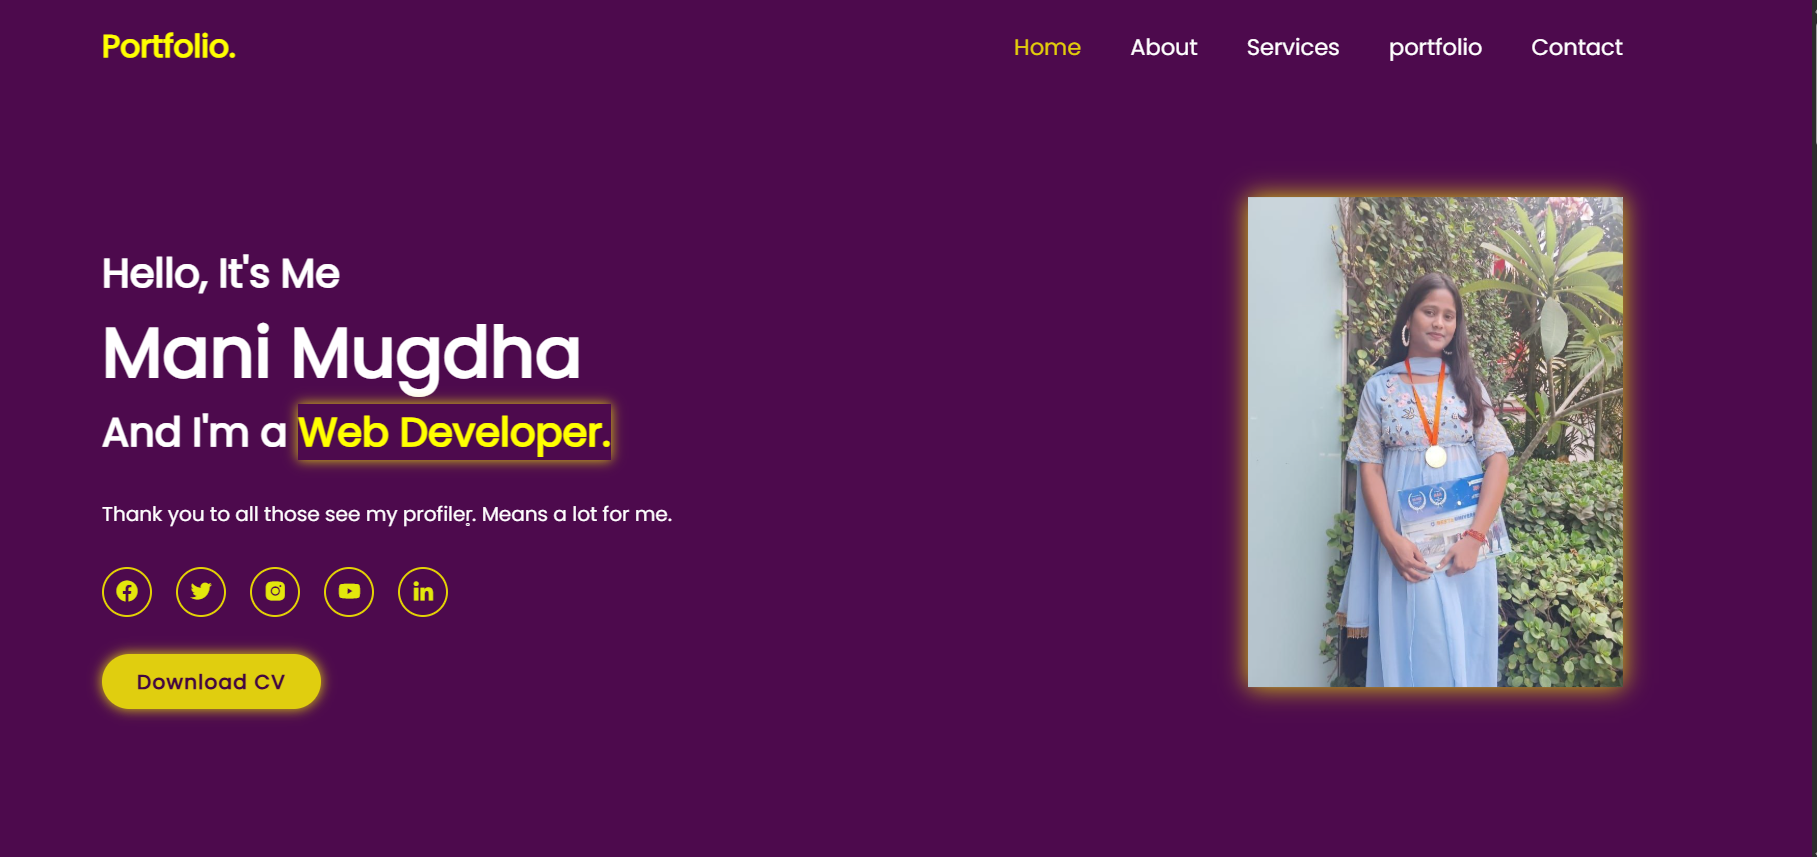 Portfolio.
Home About Services portfolio Contact
Hello, It's Me
Mani Mugdha
And I'm a Web Developer.
Thank you to all those see my profiler. Means a lot for me.
Download CV